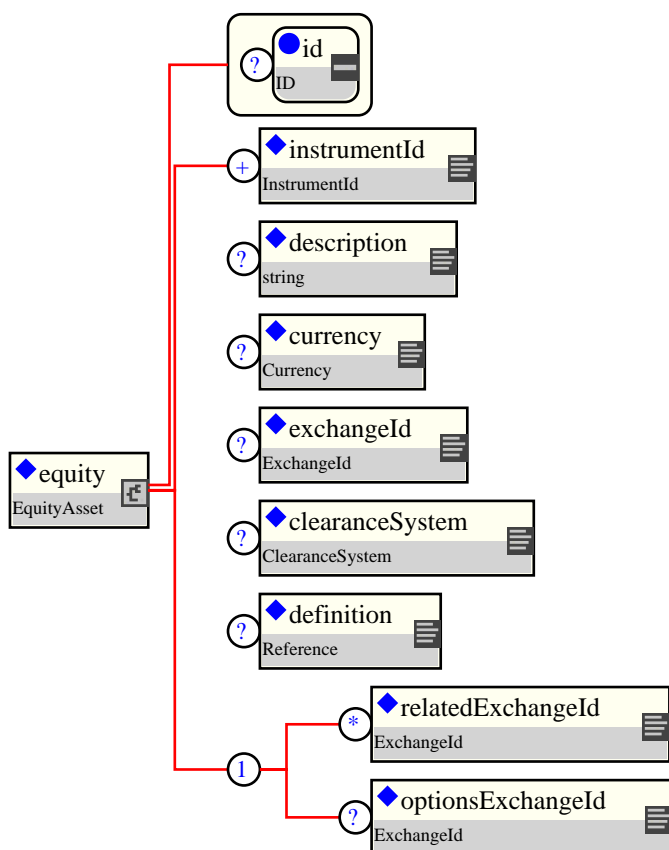 ?
id
ID
+
instrumentId
InstrumentId
?
description
string
?
currency
Currency
?
exchangeId
ExchangeId
equity
EquityAsset
?
clearanceSystem
ClearanceSystem
?
definition
Reference
1
*
relatedExchangeId
ExchangeId
?
optionsExchangeId
ExchangeId